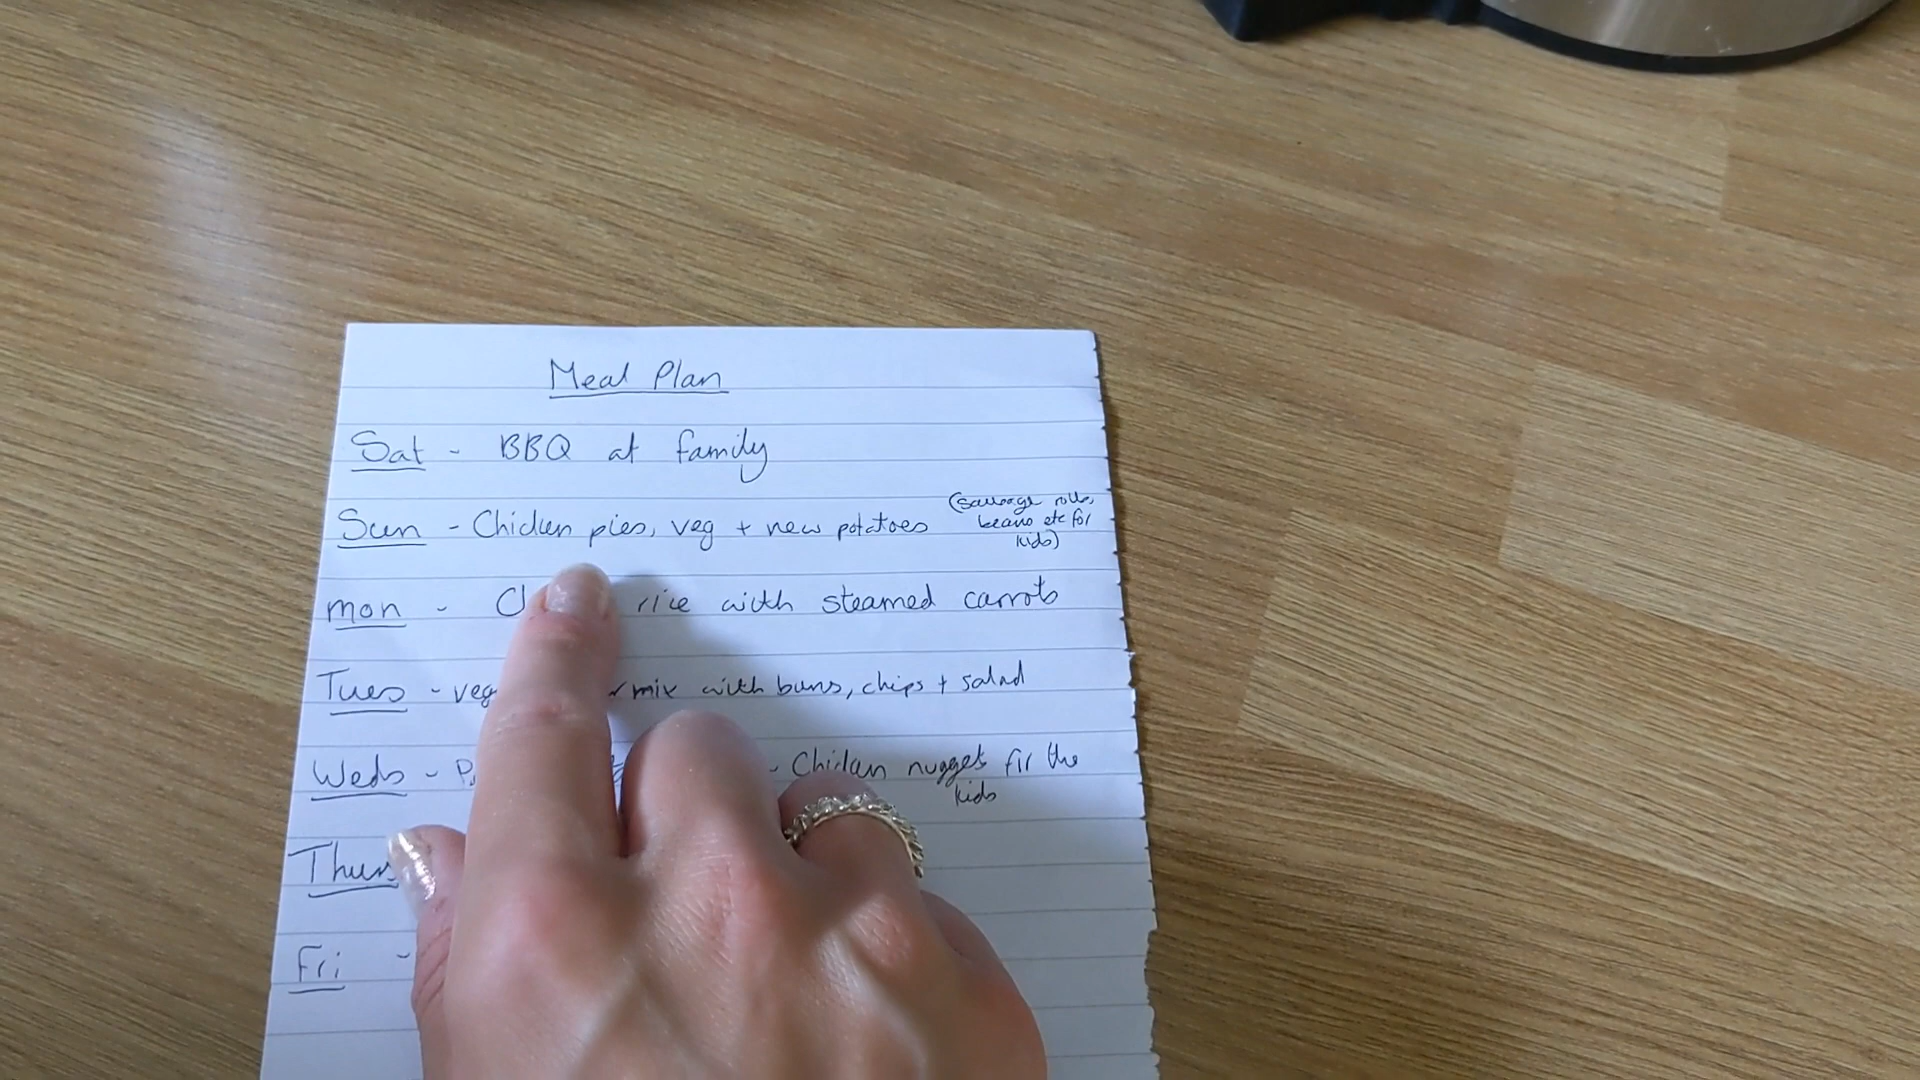 Meal Plan
Sat - BBQ at family
Sun - Chicken pies, veg + new potatoes (sausage rolls, beans etc for kids)
Mon - rice with steamed carrots
Tues - mix with buns, chips + salad
Weds - - Chicken nuggets for the kids
Thurs
Fri -